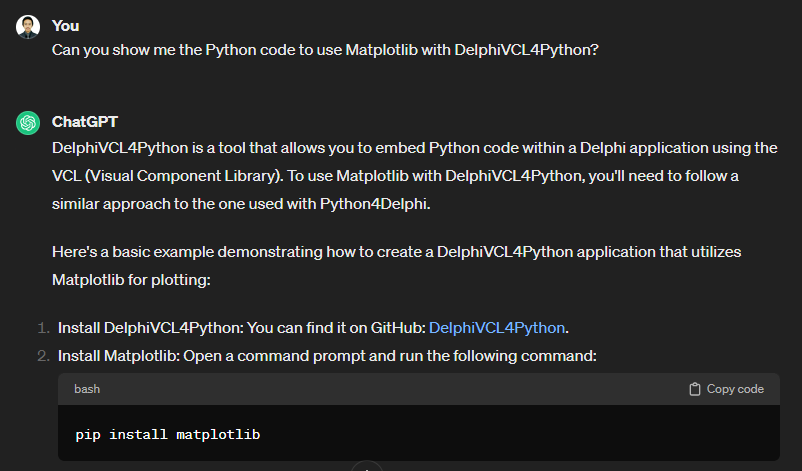 You
Can you show me the Python code to use Matplotlib with DelphiVCL4Python?
ChatGPT
DelphiVCL4Python is a tool that allows you to embed Python code within a Delphi application using the
VCL (Visual Component Library). To use Matplotlib with DelphiVCL4Python, you'll need to follow a
similar approach to the one used with Python4Delphi.
Here's a basic example demonstrating how to create a DelphiVCL4Python application that utilizes
Matplotlib for plotting:
1. Install DelphiVCL4Python: You can find it on GitHub: DelphiVCL4Python.
2. Install Matplotlib: Open a command prompt and run the following command:
bash Copy code
pip install matplotlib